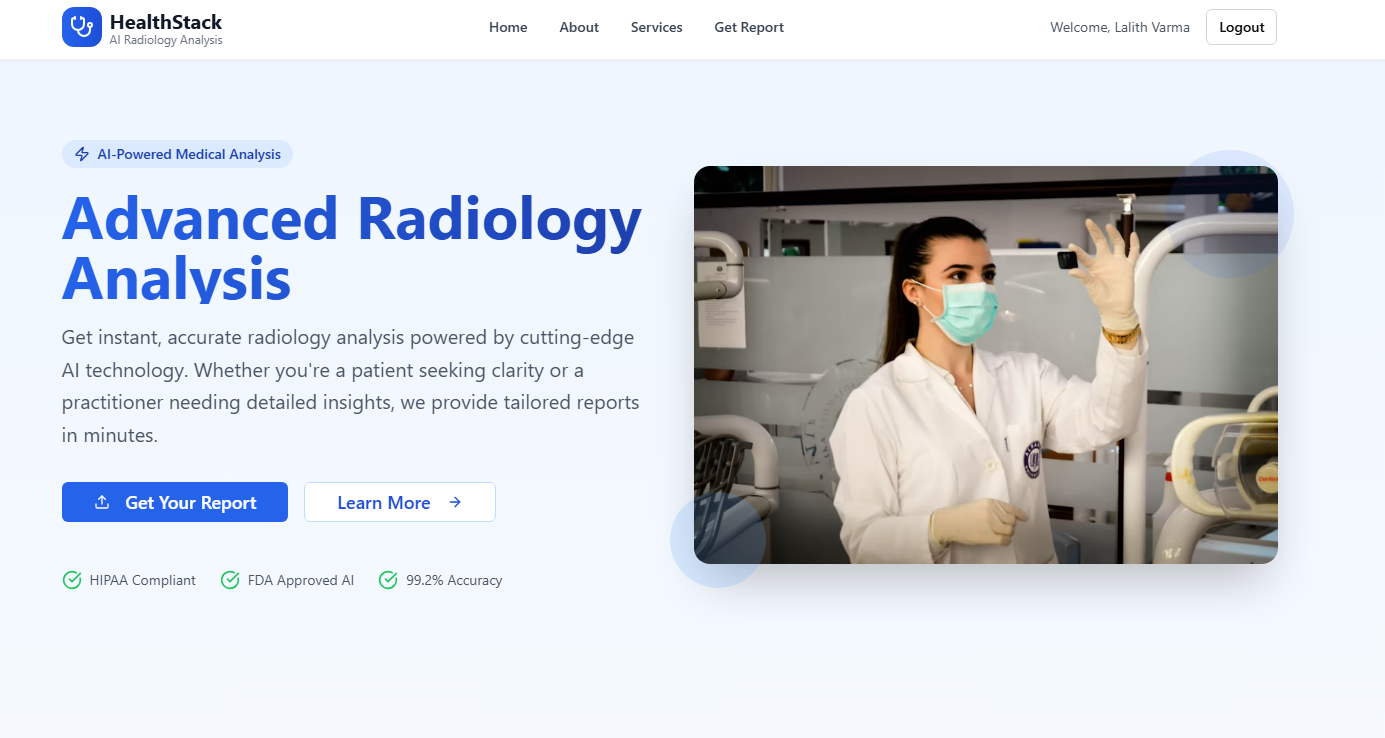 HealthStack
AI Radiology Analysis
Home
About
Services
Get Report
Welcome, Lalith Varma
Logout
AI-Powered Medical Analysis
Advanced Radiology
Analysis
Get instant, accurate radiology analysis powered by cutting-edge
AI technology. Whether you're a patient seeking clarity or a
practitioner needing detailed insights, we provide tailored reports
in minutes.
Get Your Report
Learn More
HIPAA Compliant
FDA Approved AI
99.2% Accuracy